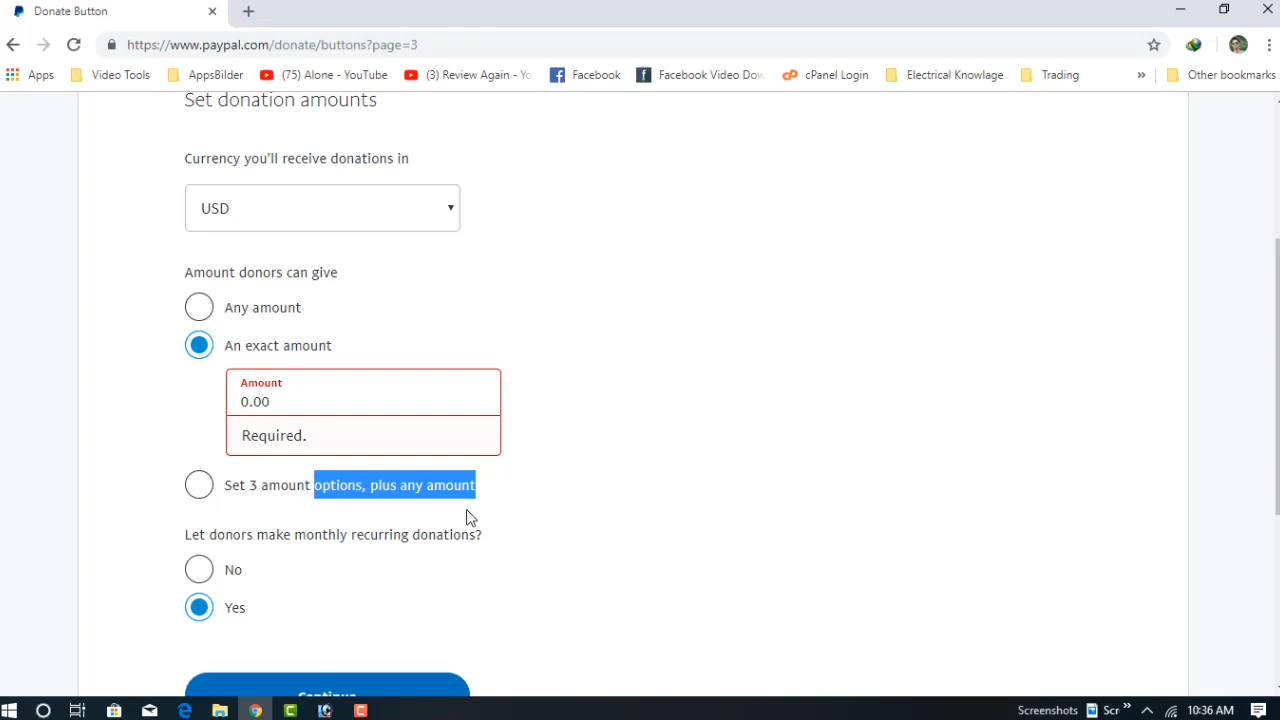 Donate Button
https://www.paypal.com/donate/buttons?page=3
Apps
Video Tools
AppsBilder
(75) Alone - YouTube
(3) Review Again - Yo
Facebook
Facebook Video Dow
cPanel Login
Electrical Knowlage
Trading
»
Other bookmarks
Set donation amounts
Currency you'll receive donations in
USD
Amount donors can give
Any amount
An exact amount
Amount
0.00
Required.
Set 3 amount options, plus any amount
Let donors make monthly recurring donations?
No
Yes
Continue
Screenshots
Scr
»
10:36 AM